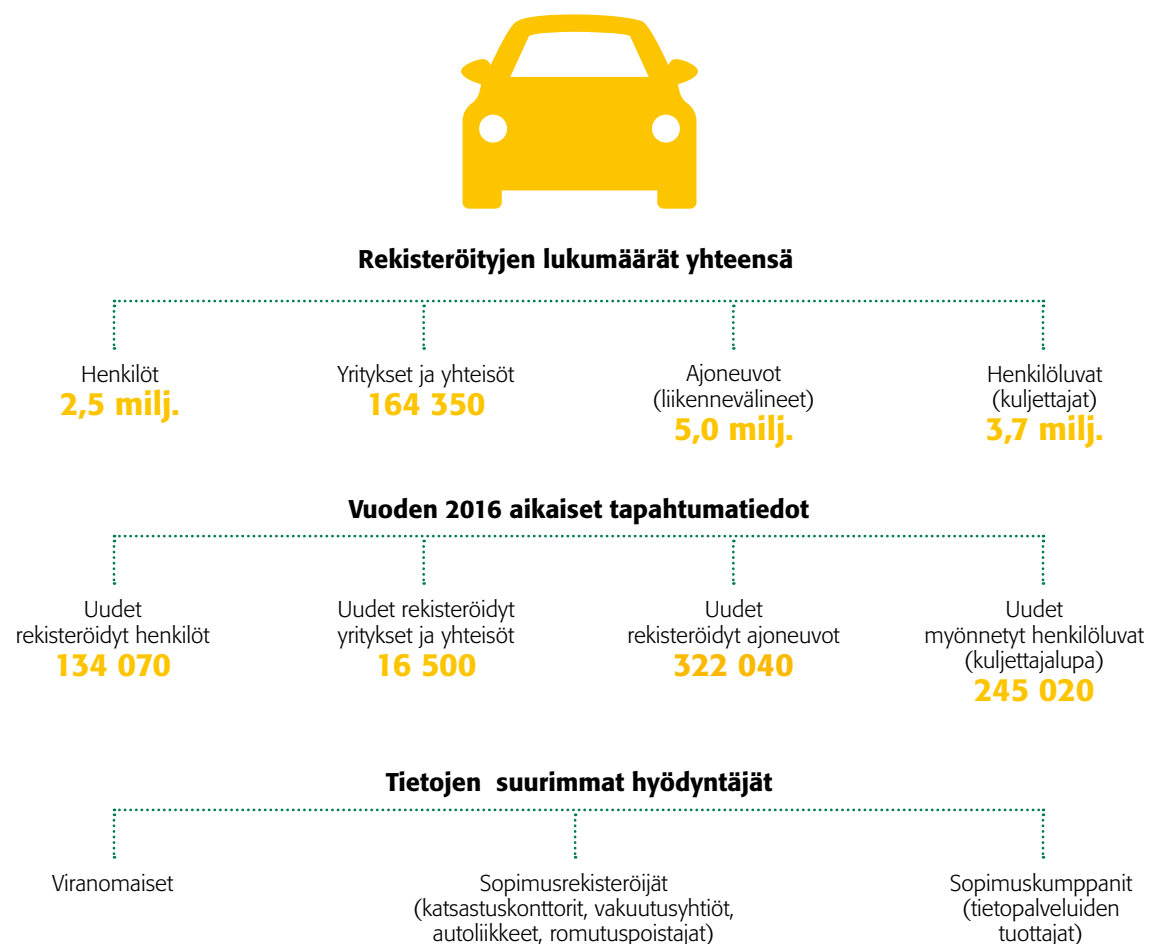 Rekisteröityjen lukumäärät yhteensä
Henkilöt
2,5 milj.
Yritykset ja yhteisöt
164 350
Ajoneuvot
(liikennevälineet)
5,0 milj.
Henkilöluvat
(kuljettajat)
3,7 milj.
Vuoden 2016 aikaiset tapahtumatiedot
Uudet
rekisteröidyt henkilöt
134 070
Uudet rekisteröidyt
yritykset ja yhteisöt
16 500
Uudet
rekisteröidyt ajoneuvot
322 040
Uudet
myönnetyt henkilöluvat
(kuljettajalupa)
245 020
Tietojen suurimmat hyödyntäjät
Viranomaiset
Sopimusrekisteröijät
(katsastuskonttorit, vakuutusyhtiöt,
autoliikkeet, romutuspoistajat)
Sopimuskumppanit
(tietopalveluiden
tuottajat)